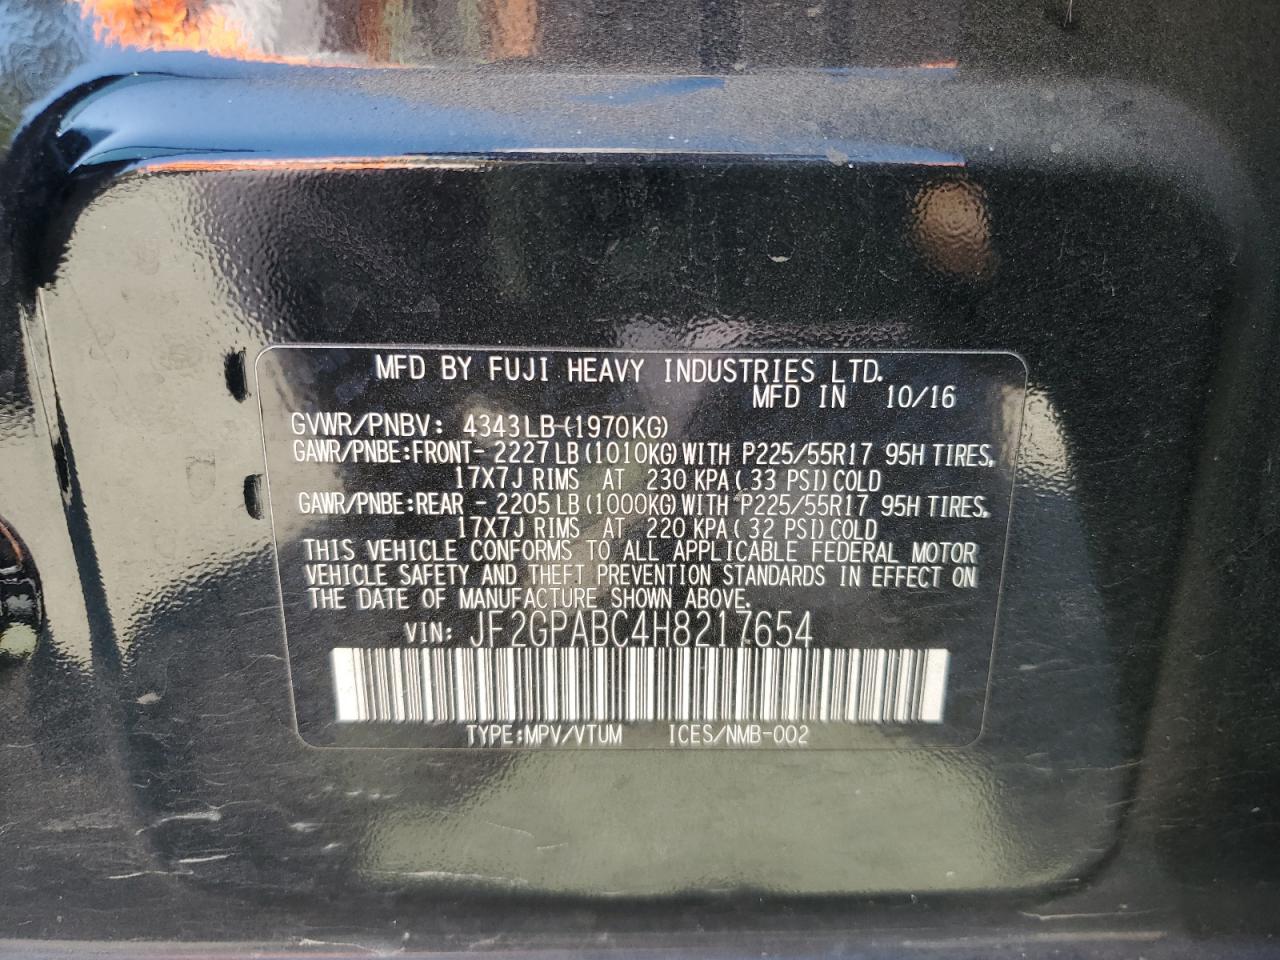 MFD BY FUJI HEAVY INDUSTRIES LTD.
MFD IN 10/16
GVWR/PNBV: 4343LB(1970KG)
GAWR/PNBE:FRONT- 2227LB(1010KG)WITH P225/55R17 95H TIRES,
17X7J RIMS AT 230 KPA( 33 PSI)COLD
GAWR/PNBE:REAR - 2205LB(1000KG)WITH P225/55R17 95H TIRES,
17X7J RIMS AT 220 KPA( 32 PSI)COLD
THIS VEHICLE CONFORMS TO ALL APPLICABLE FEDERAL MOTOR
VEHICLE SAFETY AND THEFT PREVENTION STANDARDS IN EFFECT ON
THE DATE OF MANUFACTURE SHOWN ABOVE.
VIN: JF2GPABC4H8217654
TYPE:MPV/VTUM ICES/NMB-002